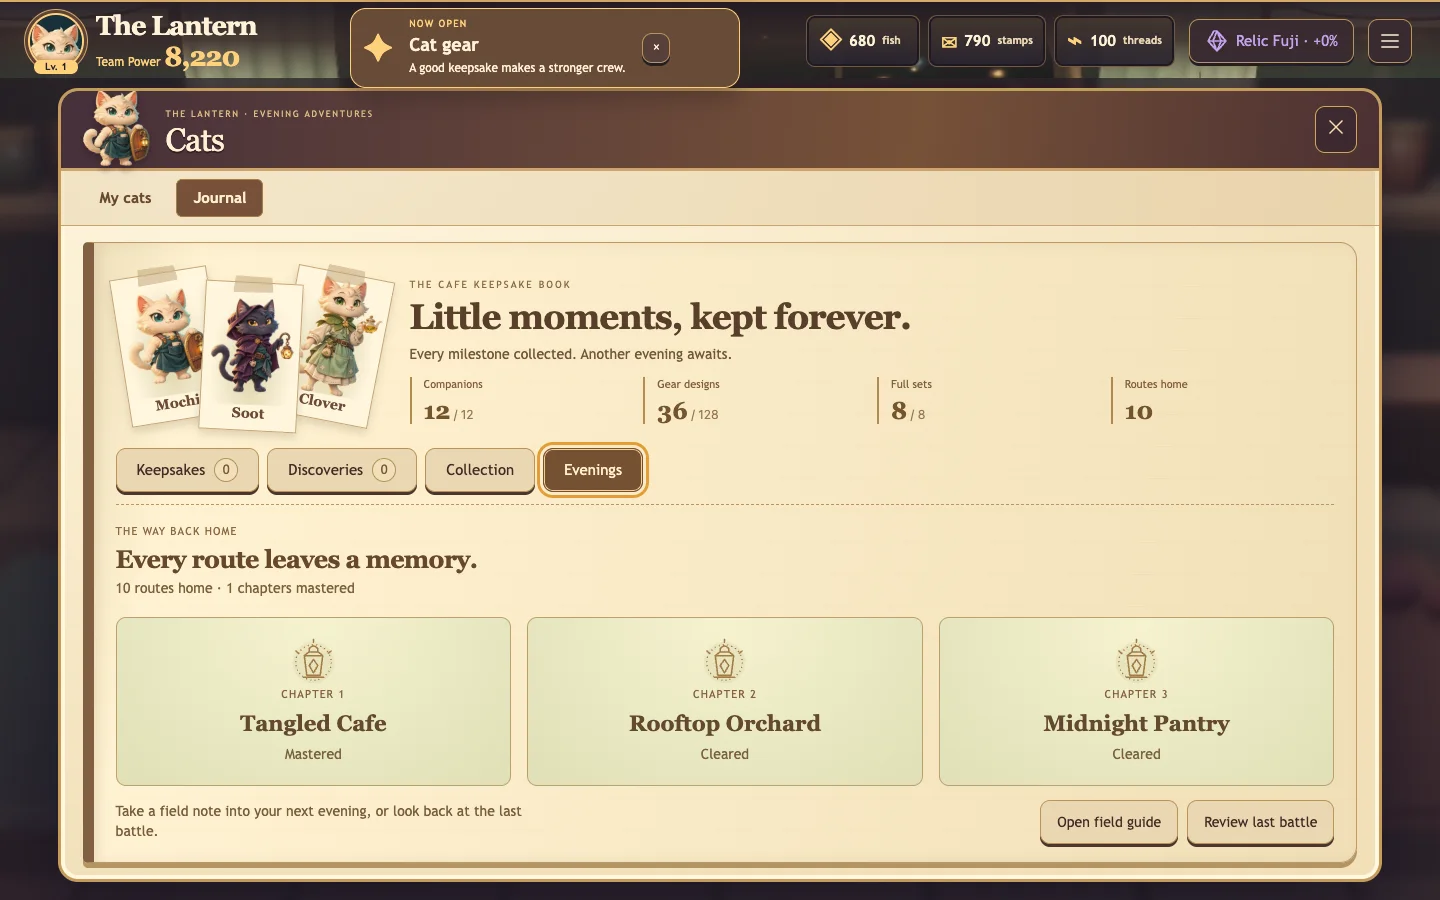 The Lantern
Lv. 1
Team Power 8,220
NOW OPEN
Cat gear
A good keepsake makes a stronger crew.
×
680 fish
790 stamps
100 threads
Relic Fuji · +0%
THE LANTERN · EVENING ADVENTURES
Cats
My cats
Journal
Mochi
Soot
Clover
THE CAFE KEEPSAKE BOOK
Little moments, kept forever.
Every milestone collected. Another evening awaits.
Companions
12 / 12
Gear designs
36 / 128
Full sets
8 / 8
Routes home
10
Keepsakes 0
Discoveries 0
Collection
Evenings
THE WAY BACK HOME
Every route leaves a memory.
10 routes home · 1 chapters mastered
CHAPTER 1
Tangled Cafe
Mastered
CHAPTER 2
Rooftop Orchard
Cleared
CHAPTER 3
Midnight Pantry
Cleared
Take a field note into your next evening, or look back at the last
battle.
Open field guide
Review last battle